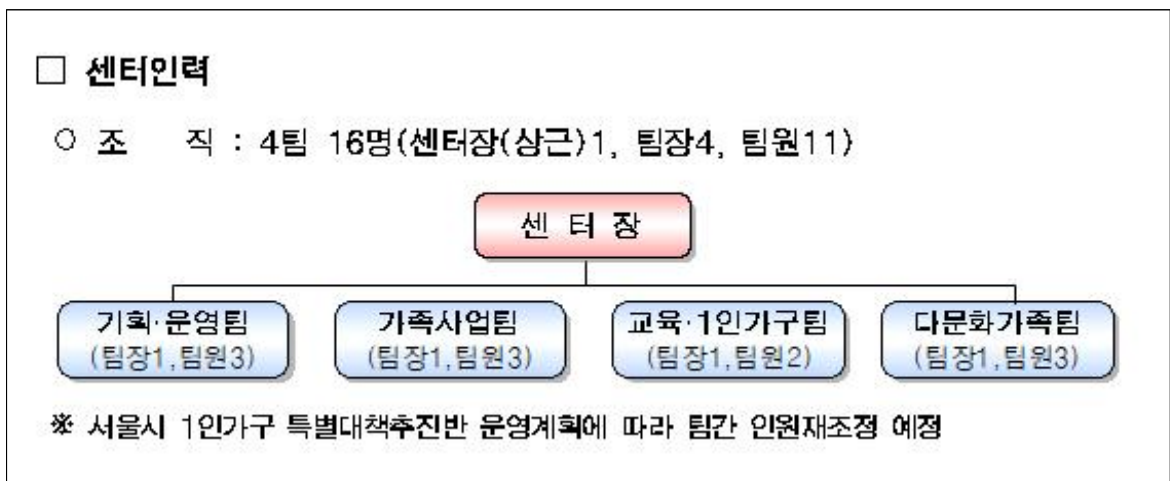 □ 센터인력
○ 조 직 : 4팀 16명(센터장(상근)1, 팀장4, 팀원11)
센 터 장
기획·운영팀
(팀장1,팀원3)
가족사업팀
(팀장1,팀원3)
교육·1인가구팀
(팀장1,팀원2)
다문화가족팀
(팀장1,팀원3)
※ 서울시 1인가구 특별대책추진반 운영계획에 따라 팀간 인원재조정 예정